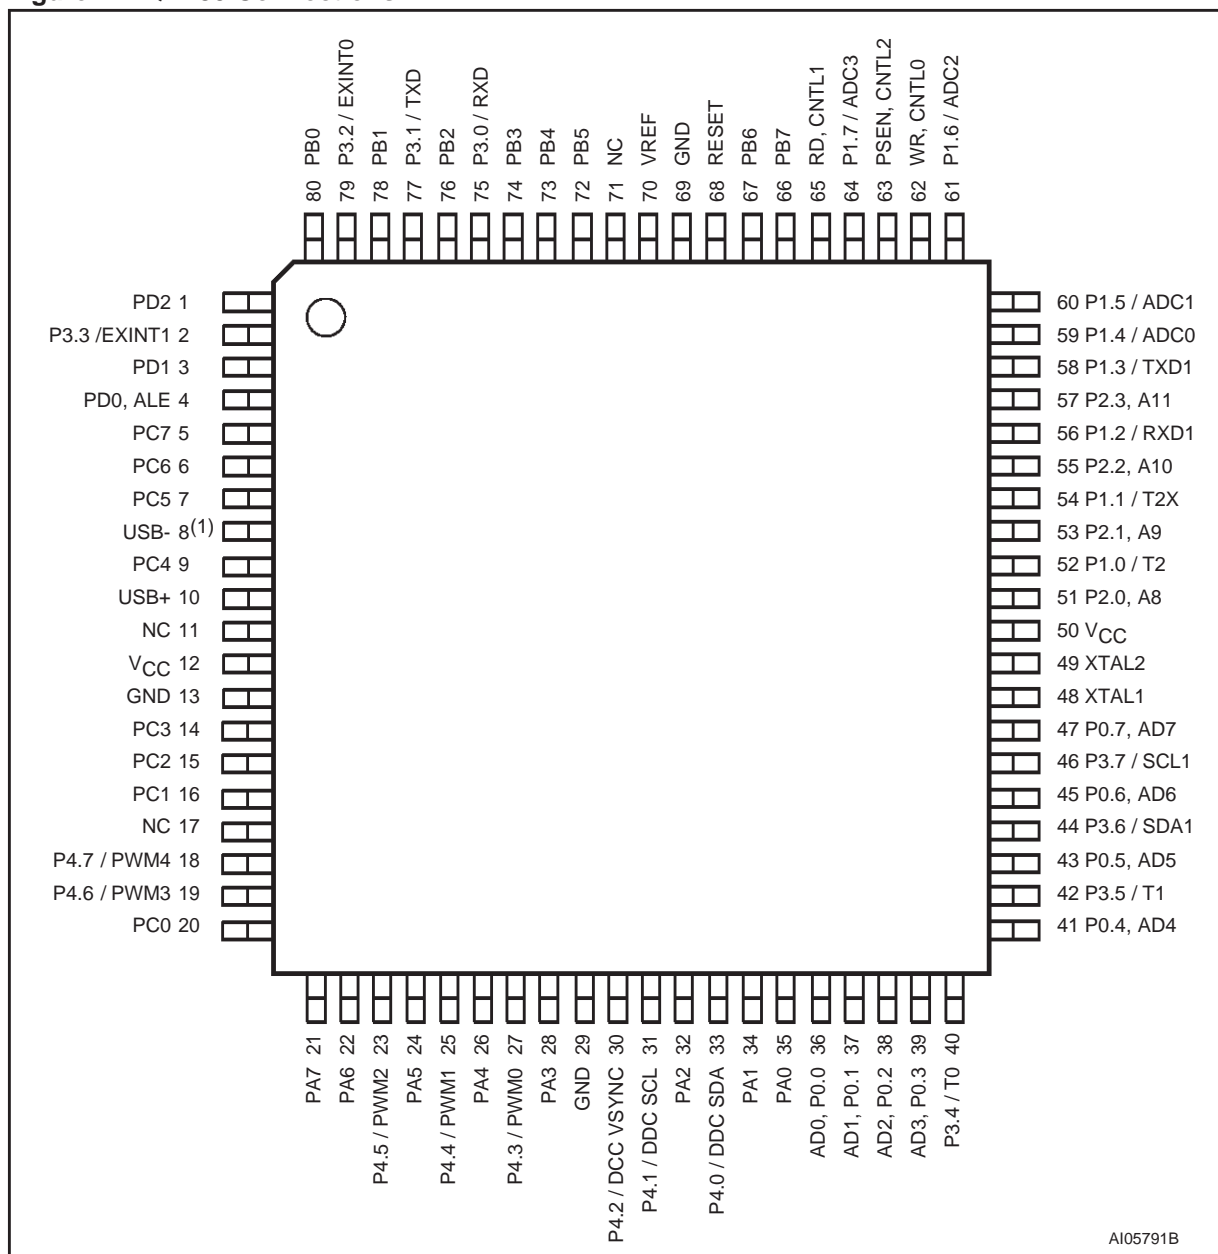 PB0 80
P3.2 / EXINT0 79
PB1 78
P3.1 / TXD 77
PB2 76
P3.0 / RXD 75
PB3 74
PB4 73
PB5 72
NC 71
VREF 70
GND 69
RESET 68
PB6 67
PB7 66
RD, CNTL1 65
P1.7 / ADC3 64
PSEN, CNTL2 63
WR, CNTL0 62
P1.6 / ADC2 61
PD2 1
P3.3 /EXINT1 2
PD1 3
PD0, ALE 4
PC7 5
PC6 6
PC5 7
USB- 8(1)
PC4 9
USB+ 10
NC 11
VCC 12
GND 13
PC3 14
PC2 15
PC1 16
NC 17
P4.7 / PWM4 18
P4.6 / PWM3 19
PC0 20
60 P1.5 / ADC1
59 P1.4 / ADC0
58 P1.3 / TXD1
57 P2.3, A11
56 P1.2 / RXD1
55 P2.2, A10
54 P1.1 / T2X
53 P2.1, A9
52 P1.0 / T2
51 P2.0, A8
50 VCC
49 XTAL2
48 XTAL1
47 P0.7, AD7
46 P3.7 / SCL1
45 P0.6, AD6
44 P3.6 / SDA1
43 P0.5, AD5
42 P3.5 / T1
41 P0.4, AD4
PA7 21
PA6 22
P4.5 / PWM2 23
PA5 24
P4.4 / PWM1 25
PA4 26
P4.3 / PWM0 27
PA3 28
GND 29
P4.2 / DCC VSYNC 30
P4.1 / DDC SCL 31
PA2 32
P4.0 / DDC SDA 33
PA1 34
PA0 35
AD0, P0.0 36
AD1, P0.1 37
AD2, P0.2 38
AD3, P0.3 39
P3.4 / T0 40
AI05791B